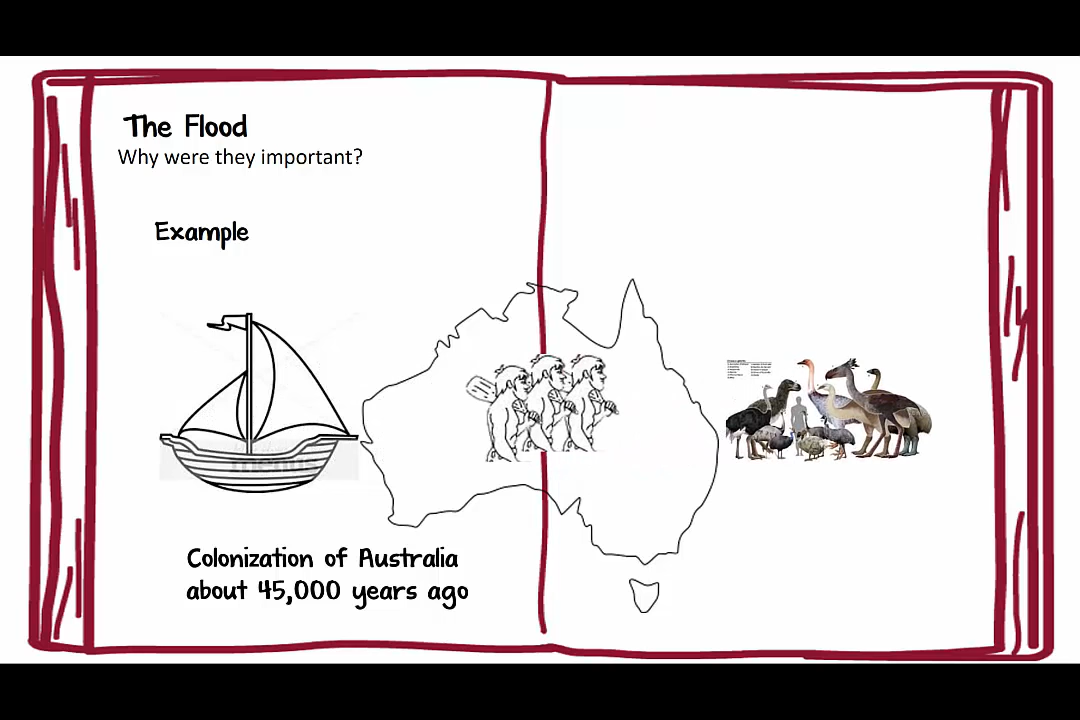 The Flood
Why were they important?
Example
Colonization of Australia
about 45,000 years ago